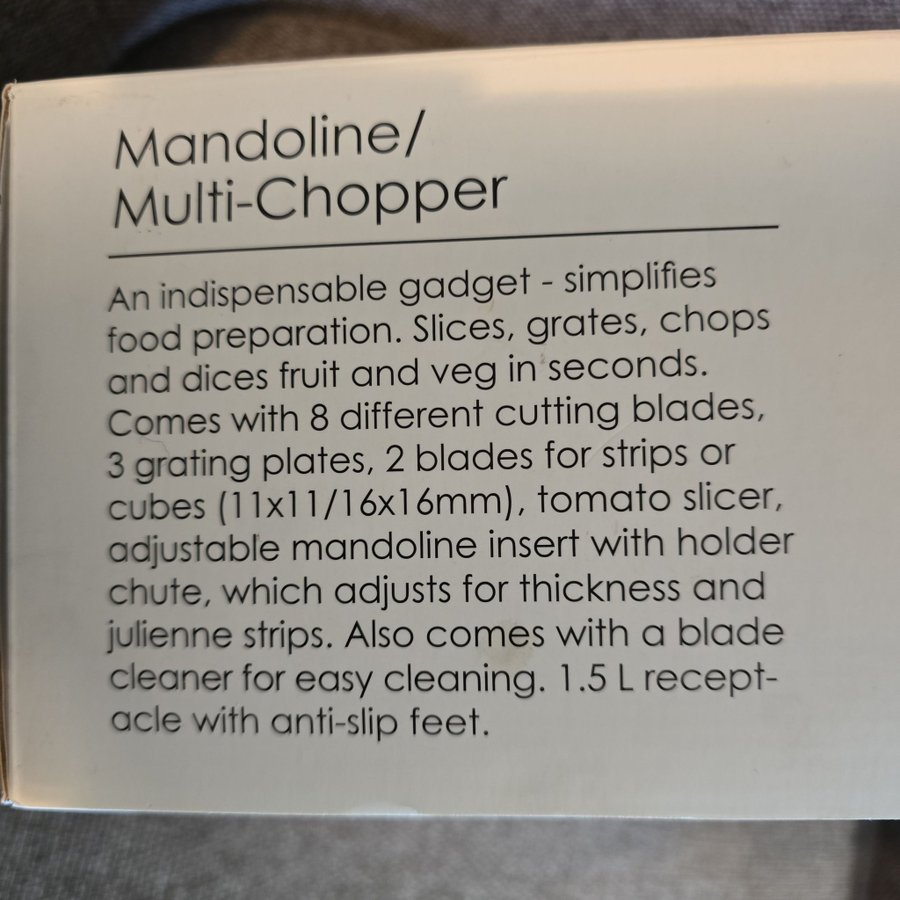 Mandoline/
Multi-Chopper
An indispensable gadget - simplifies
food preparation. Slices, grates, chops
and dices fruit and veg in seconds.
Comes with 8 different cutting blades,
3 grating plates, 2 blades for strips or
cubes (11x11/16x16mm), tomato slicer,
adjustable mandoline insert with holder
chute, which adjusts for thickness and
julienne strips. Also comes with a blade
cleaner for easy cleaning. 1.5 L recept-
acle with anti-slip feet.